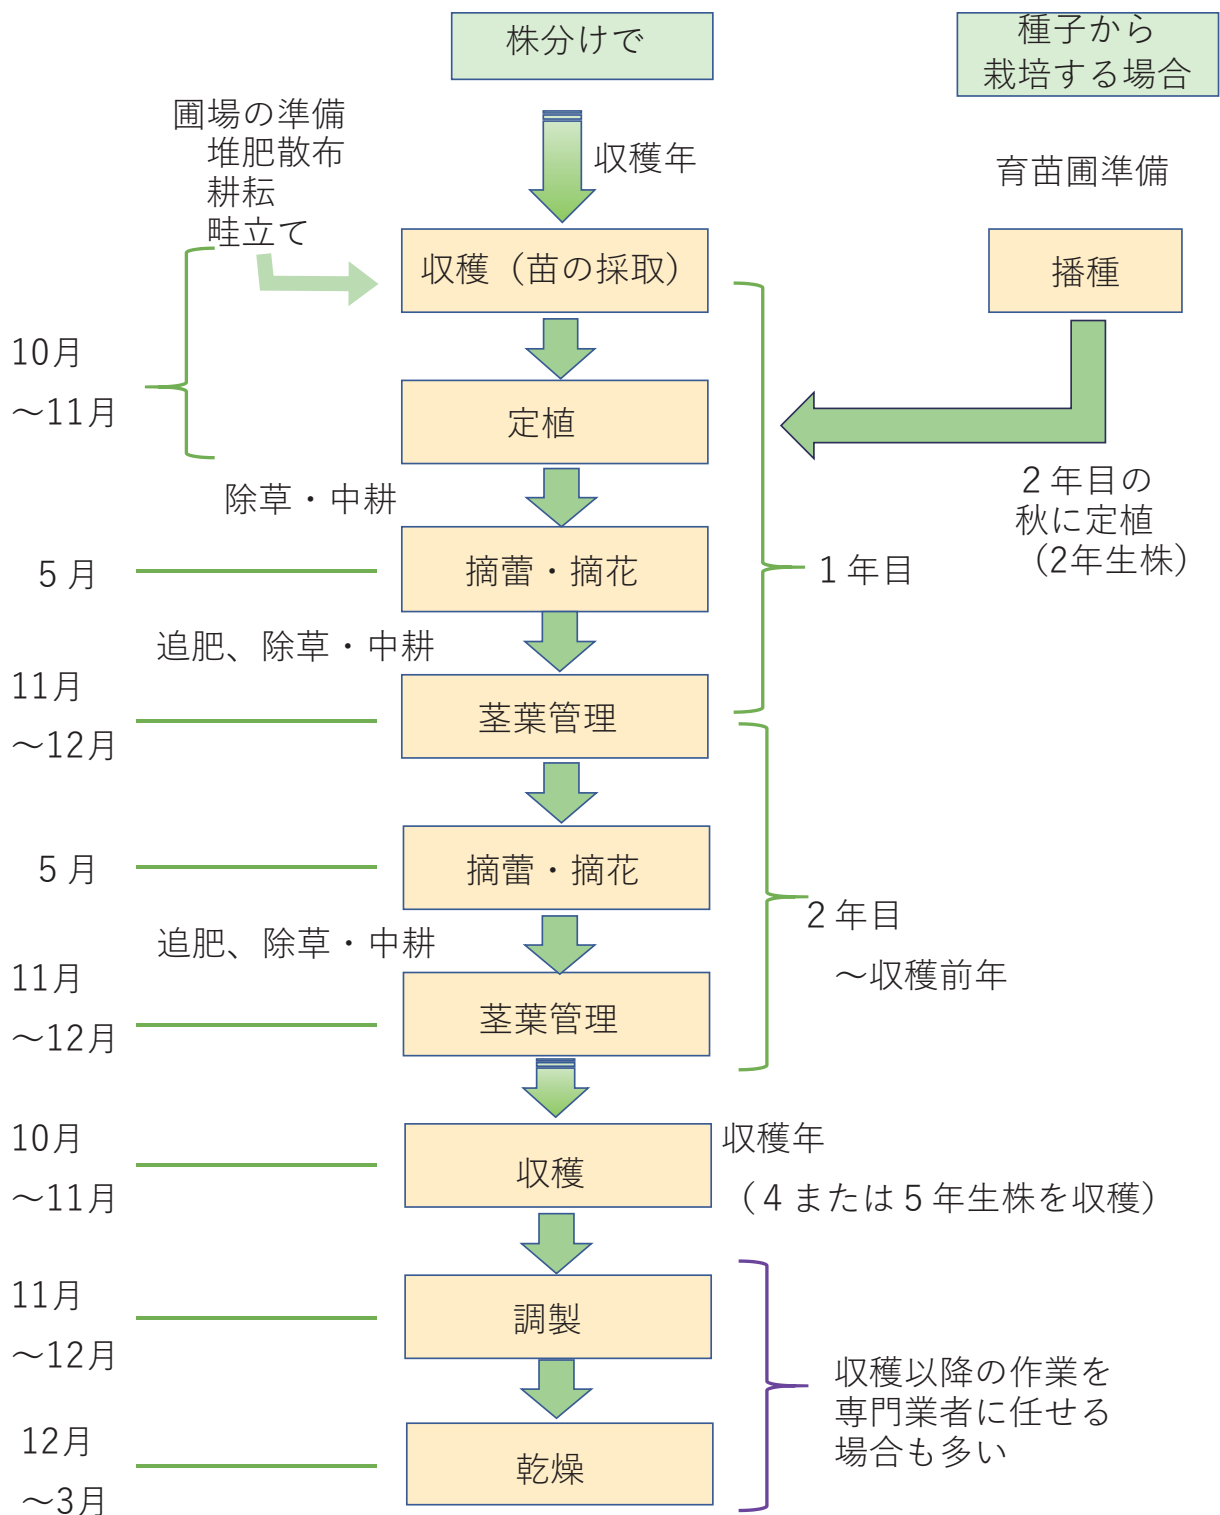 株分けで
種子から
栽培する場合
圃場の準備
堆肥散布
耕耘
畦立て
収穫年
育苗圃準備
収穫（苗の採取）
播種
10月
～11月
定植
除草・中耕
２年目の
秋に定植
（2年生株）
５月
摘蕾・摘花
１年目
追肥、除草・中耕
11月
～12月
茎葉管理
５月
摘蕾・摘花
２年目
～収穫前年
追肥、除草・中耕
11月
～12月
茎葉管理
10月
～11月
収穫
収穫年
（４または５年生株を収穫）
11月
～12月
調製
収穫以降の作業を
専門業者に任せる
場合も多い
12月
～3月
乾燥